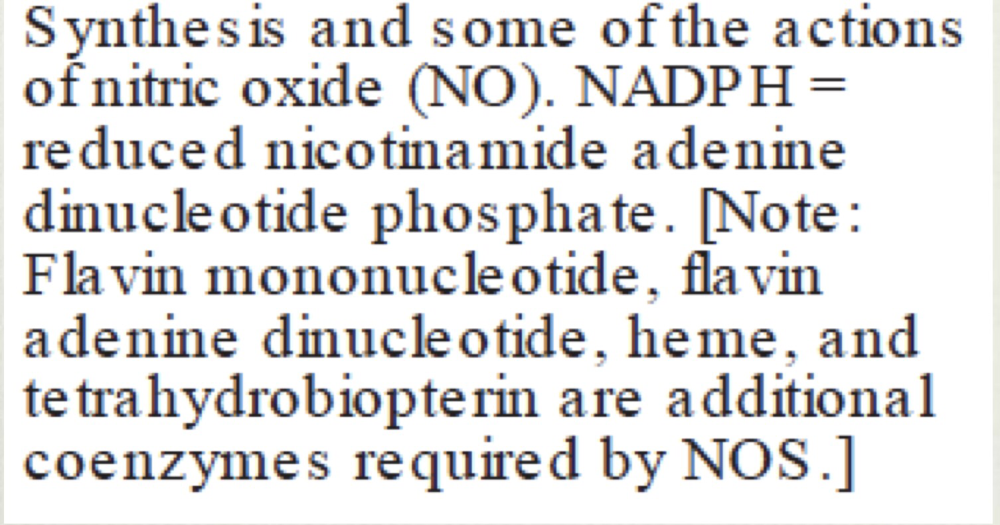 Synthesis and some of the actions
of nitric oxide (NO). NADPH =
reduced nicotinamide adenine
dinucleotide phosphate. [Note:
Flavin mononucleotide, flavin
adenine dinucleotide, heme, and
tetrahydrobiopterin are additional
coenzymes required by NOS.]